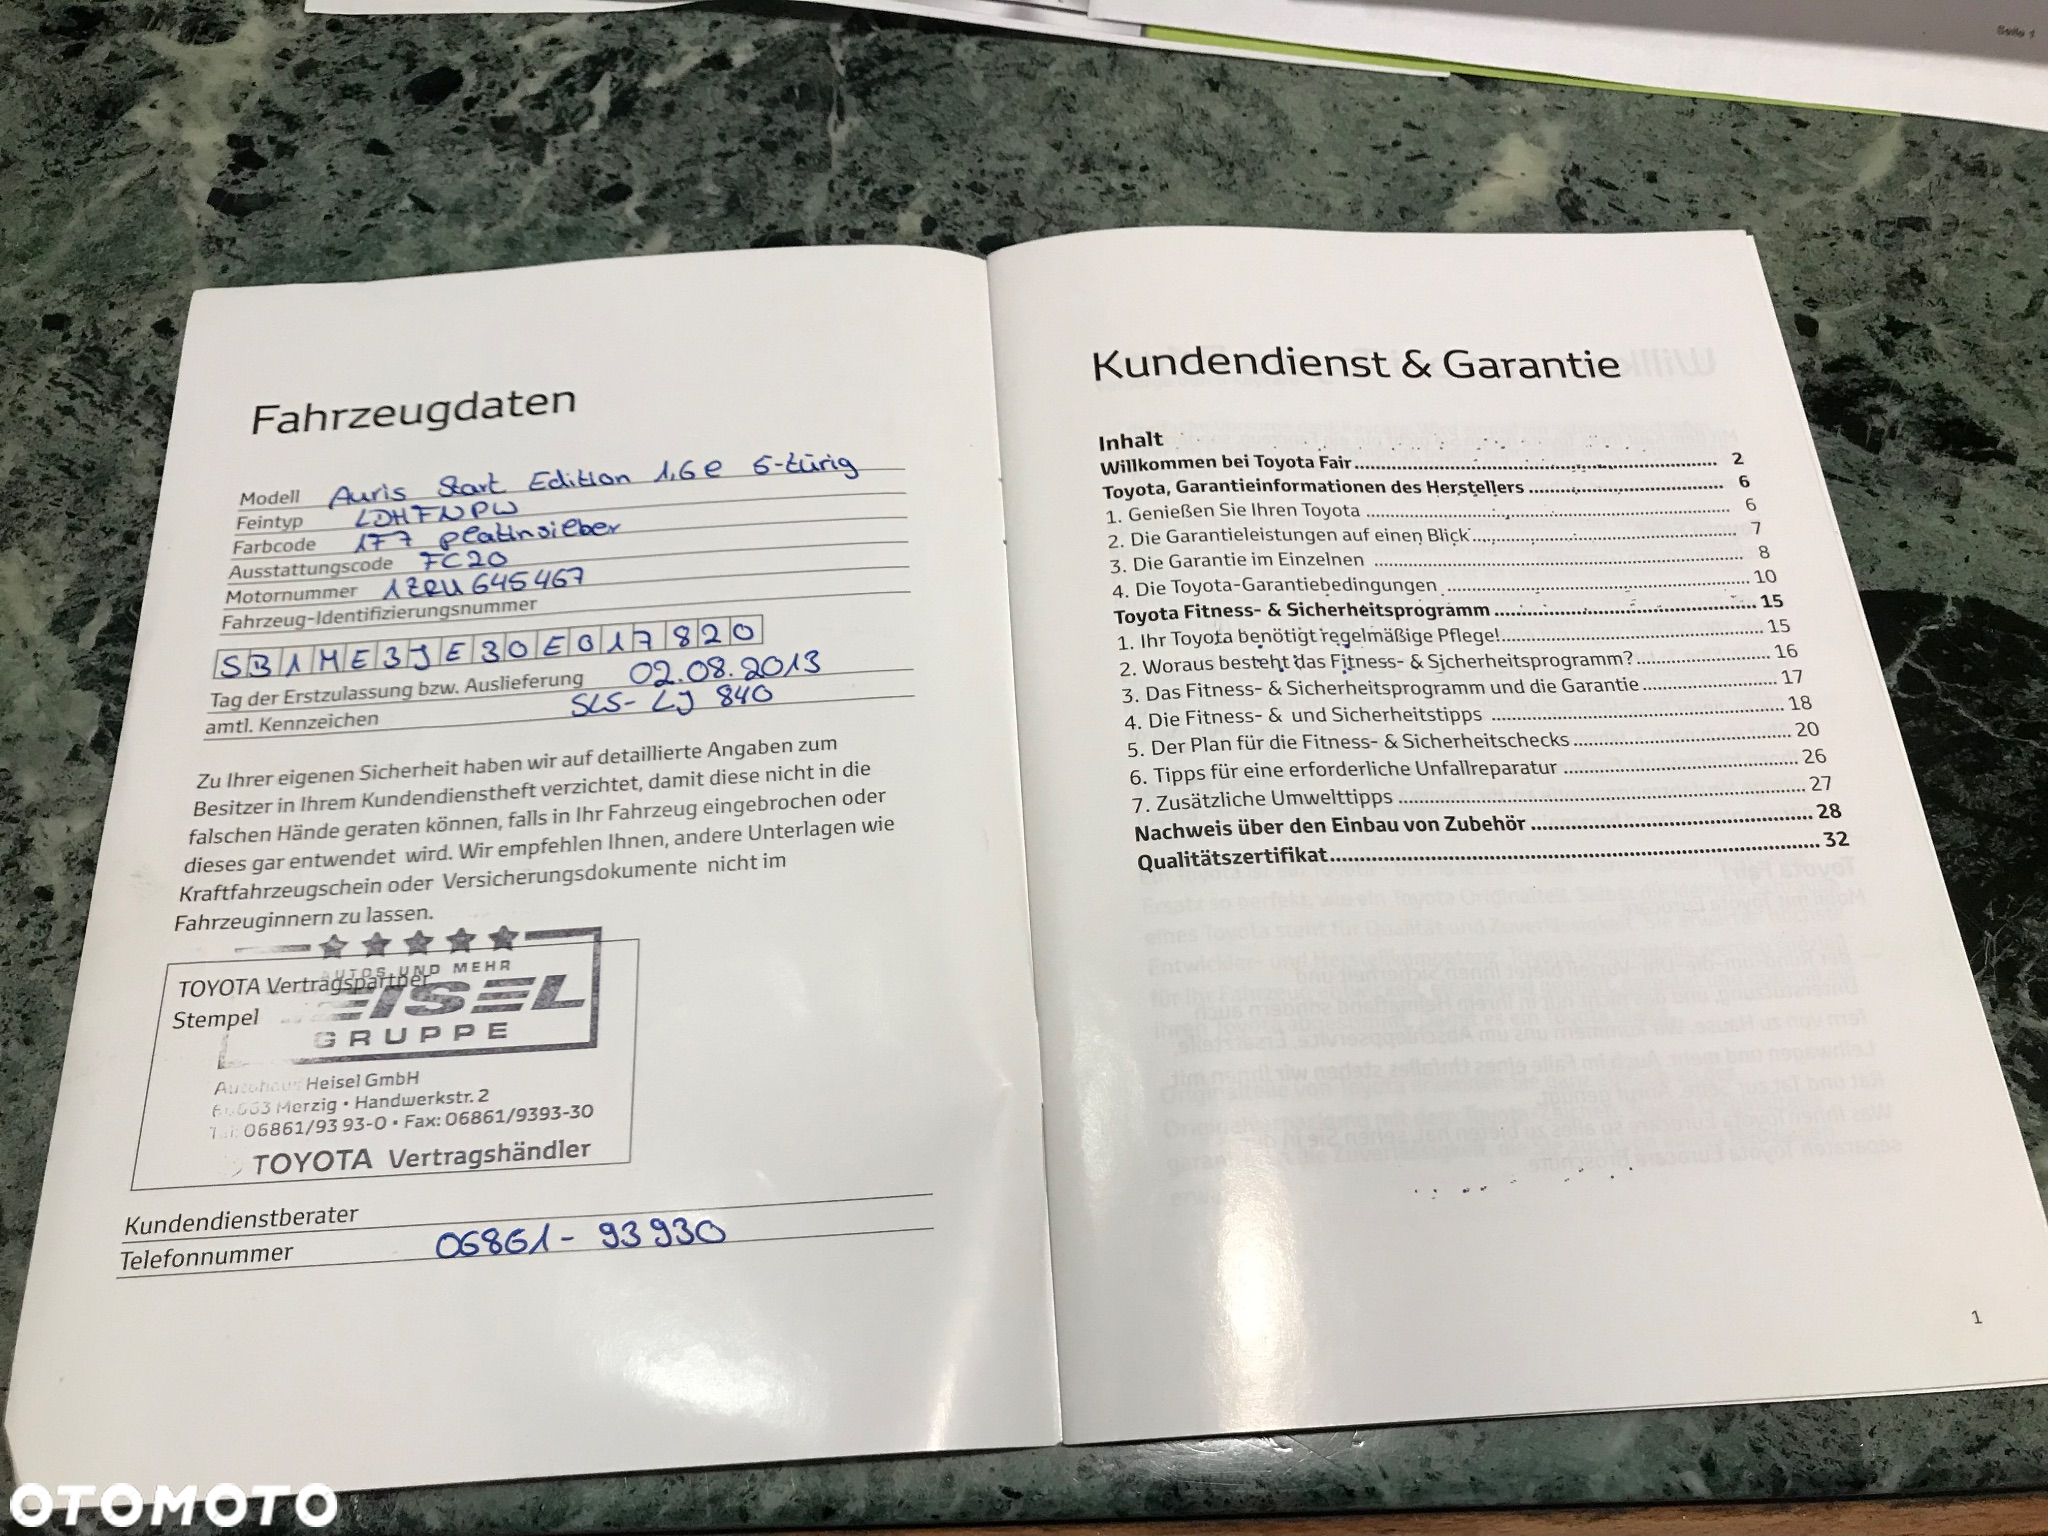 Seite 1
Fahrzeugdaten
Modell Auris Start Edition 1,6e 5-türig
Feintyp LDHFNPW
Farbcode 1F7 platinsilber
Ausstattungscode FC20
Motornummer 1ZRU645467
Fahrzeug-Identifizierungsnummer
SB1ME3JE30E017820
Tag der Erstzulassung bzw. Auslieferung 02.08.2013
amtl. Kennzeichen SLS-LJ 840
Zu Ihrer eigenen Sicherheit haben wir auf detaillierte Angaben zum
Besitzer in Ihrem Kundendienstheft verzichtet, damit diese nicht in die
falschen Hände geraten können, falls in Ihr Fahrzeug eingebrochen oder
dieses gar entwendet wird. Wir empfehlen Ihnen, andere Unterlagen wie
Kraftfahrzeugschein oder Versicherungsdokumente nicht im
Fahrzeuginnern zu lassen.
AUTOS UND MEHR
TOYOTA Vertragspartner
Stempel
GRUPPE
Autohaus Heisel GmbH
66663 Merzig • Handwerkstr. 2
Tel: 06861/93 93-0 • Fax: 06861/9393-30
TOYOTA Vertragshändler
Kundendienstberater
Telefonnummer 06861-93930
Kundendienst & Garantie
Inhalt
Willkommen bei Toyota Fair 2
Toyota, Garantieinformationen des Herstellers 6
1. Genießen Sie Ihren Toyota 6
2. Die Garantieleistungen auf einen Blick 7
3. Die Garantie im Einzelnen 8
4. Die Toyota-Garantiebedingungen 10
Toyota Fitness- & Sicherheitsprogramm 15
1. Ihr Toyota benötigt regelmäßige Pflege! 15
2. Woraus besteht das Fitness- & Sicherheitsprogramm? 16
3. Das Fitness- & Sicherheitsprogramm und die Garantie 17
4. Die Fitness- & und Sicherheitstipps 18
5. Der Plan für die Fitness- & Sicherheitschecks 20
6. Tipps für eine erforderliche Unfallreparatur 26
7. Zusätzliche Umwelttipps 27
Nachweis über den Einbau von Zubehör 28
Qualitätszertifikat 32
1
OTOMOTO